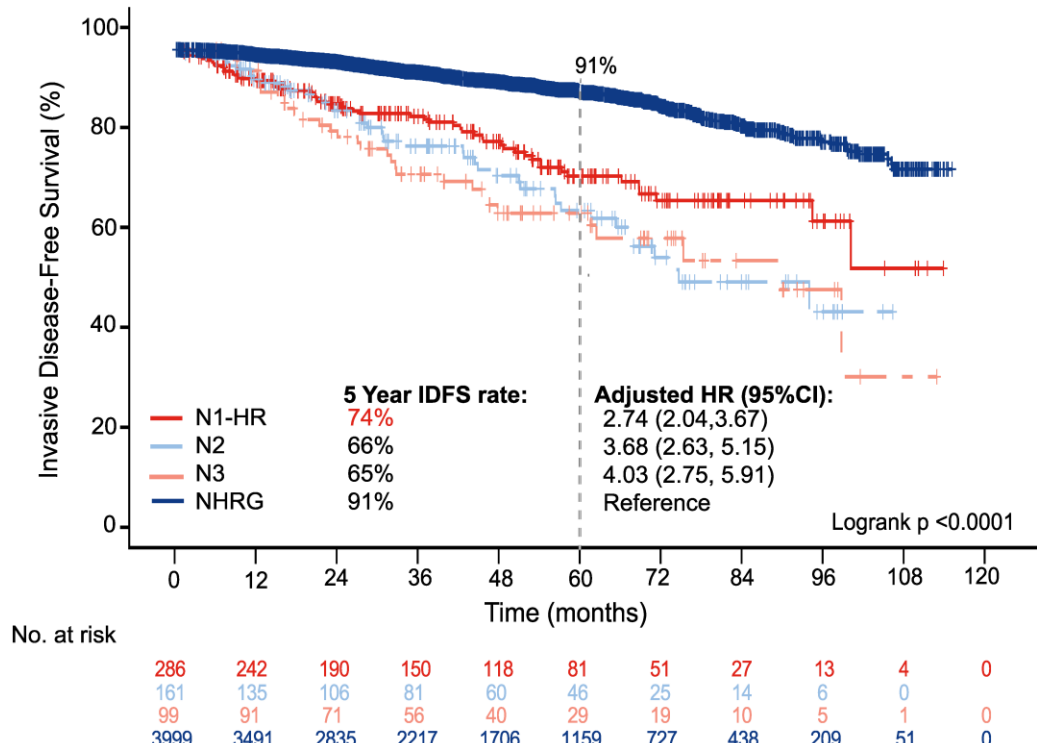 100
80
60
40
20
0
Invasive Disease-Free Survival (%)
91%
5 Year IDFS rate: Adjusted HR (95%CI):
N1-HR 74% 2.74 (2.04,3.67)
N2 66% 3.68 (2.63, 5.15)
N3 65% 4.03 (2.75, 5.91)
NHRG 91% Reference
Logrank p <0.0001
0 12 24 36 48 60 72 84 96 108 120
Time (months)
No. at risk
286 242 190 150 118 81 51 27 13 4 0
161 135 106 81 60 46 25 14 6 0
99 91 71 56 40 29 19 10 5 1 0
3999 3491 2835 2217 1706 1159 727 438 209 51 0